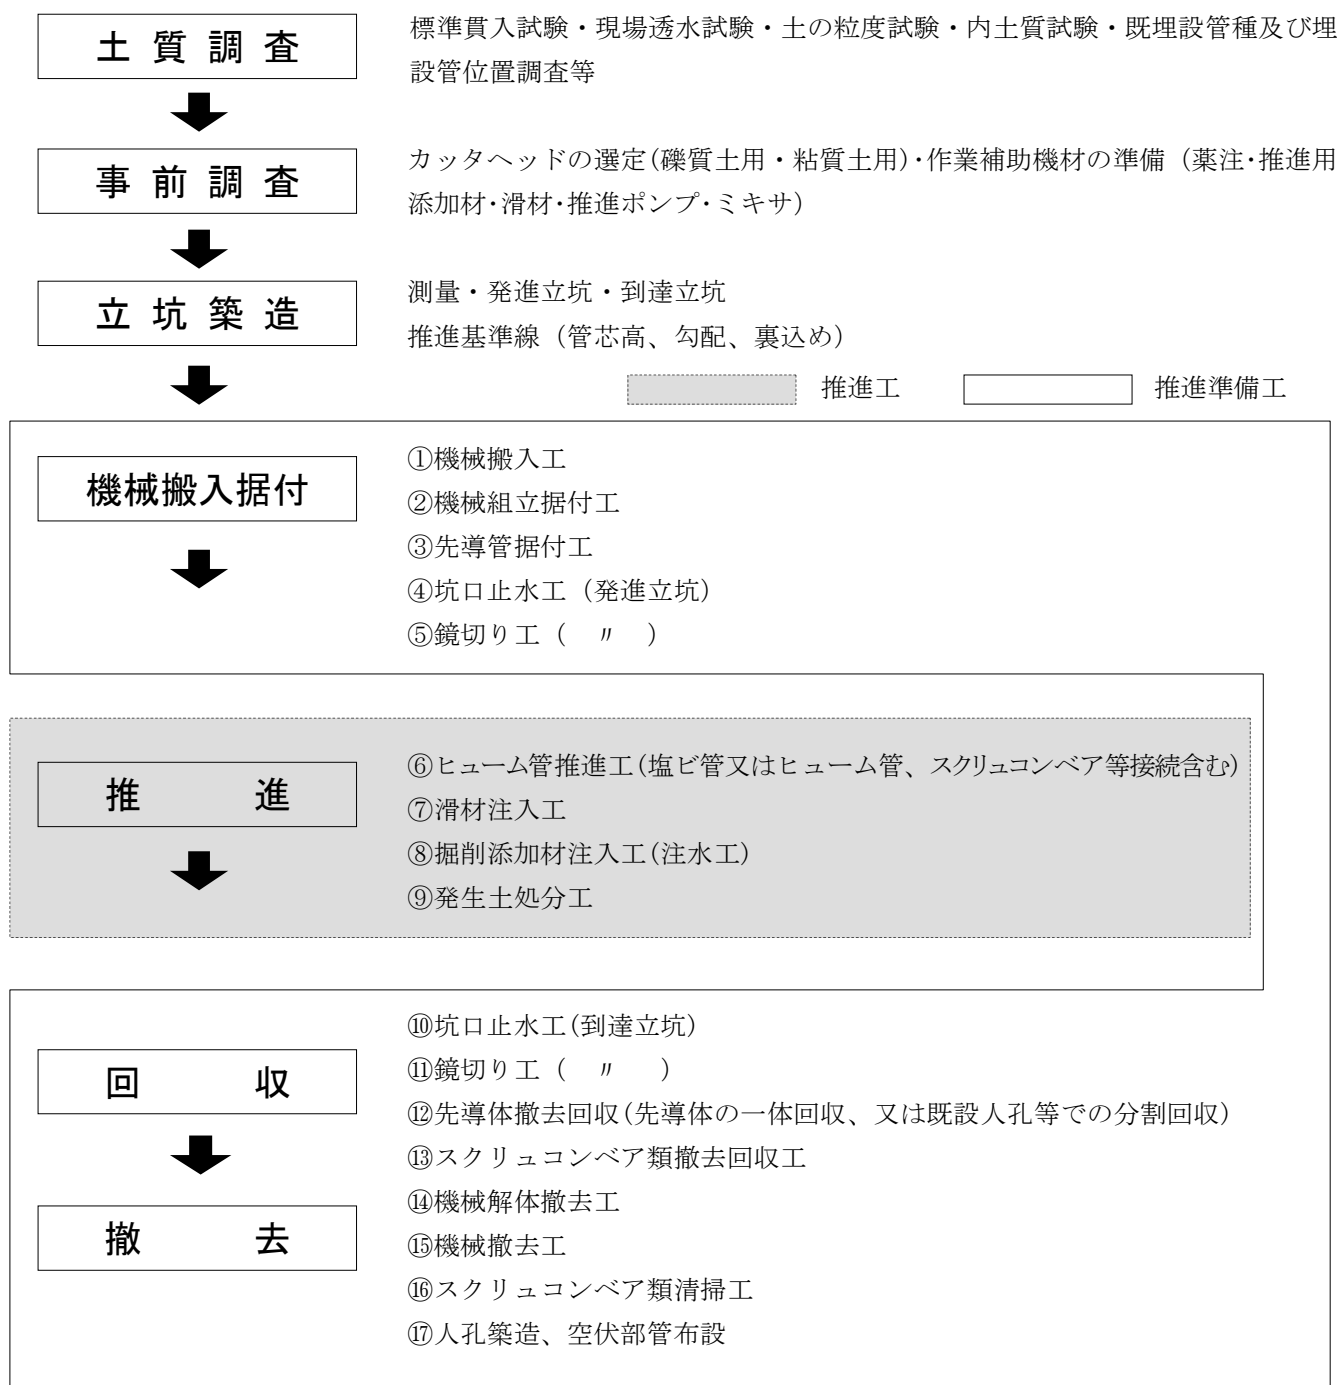 土質調査
標準貫入試験・現場透水試験・土の粒度試験・内土質試験・既埋設管種及び埋
設管位置調査等
事前調査
カッタヘッドの選定(礫質土用・粘質土用)・作業補助機材の準備（薬注・推進用
添加材・滑材・推進ポンプ・ミキサ）
立坑築造
測量・発進立坑・到達立坑
推進基準線（管芯高、勾配、裏込め）
推進工
推進準備工
機械搬入据付
①機械搬入工
②機械組立据付工
③先導管据付工
④坑口止水工（発進立坑）
⑤鏡切り工（　〃　）
推　進
⑥ヒューム管推進工(塩ビ管又はヒューム管、スクリュコンベア等接続含む)
⑦滑材注入工
⑧掘削添加材注入工(注水工)
⑨発生土処分工
回　収
⑩坑口止水工(到達立坑)
⑪鏡切り工（　〃　）
⑫先導体撤去回収(先導体の一体回収、又は既設人孔等での分割回収)
⑬スクリュコンベア類撤去回収工
撤　去
⑭機械解体撤去工
⑮機械撤去工
⑯スクリュコンベア類清掃工
⑰人孔築造、空伏部管布設